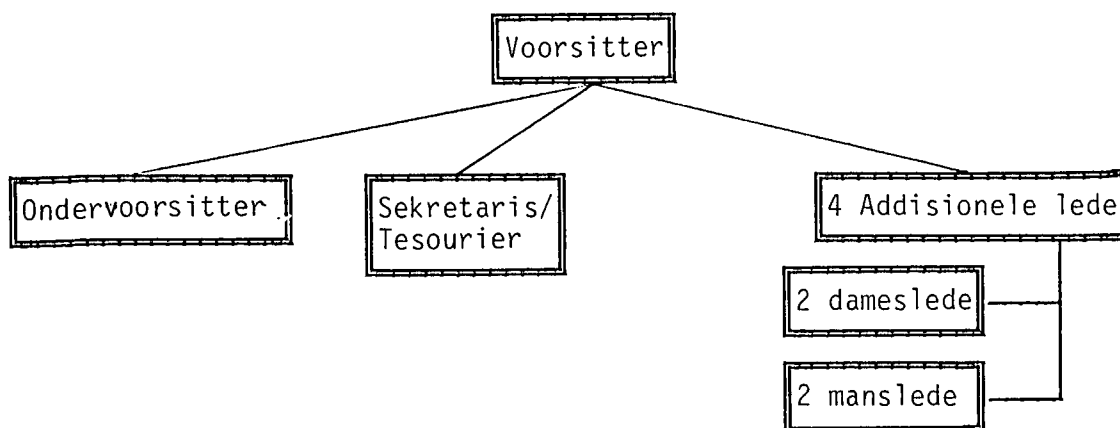 Voorsitter
Ondervoorsitter
Sekretaris/
Tesourier
4 Addisionele lede
2 dameslede
2 manslede